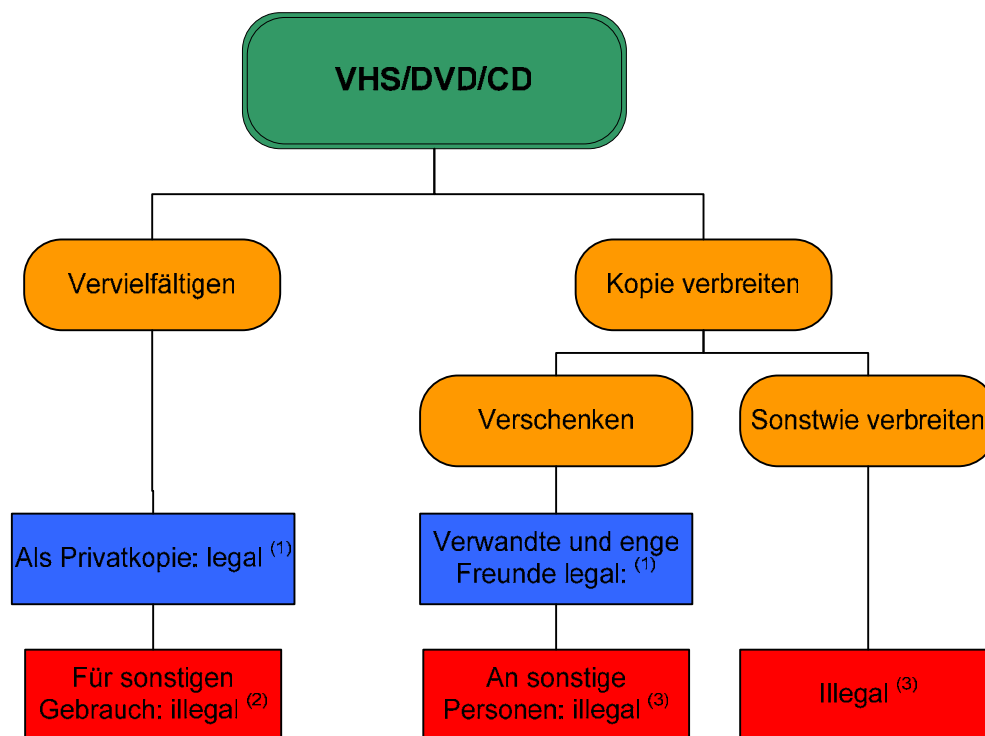 VHS/DVD/CD
Vervielfältigen
Kopie verbreiten
Verschenken
Sonstwie verbreiten
Als Privatkopie: legal (1)
Verwandte und enge
Freunde legal: (1)
Für sonstigen
Gebrauch: illegal (2)
An sonstige
Personen: illegal (3)
Illegal (3)